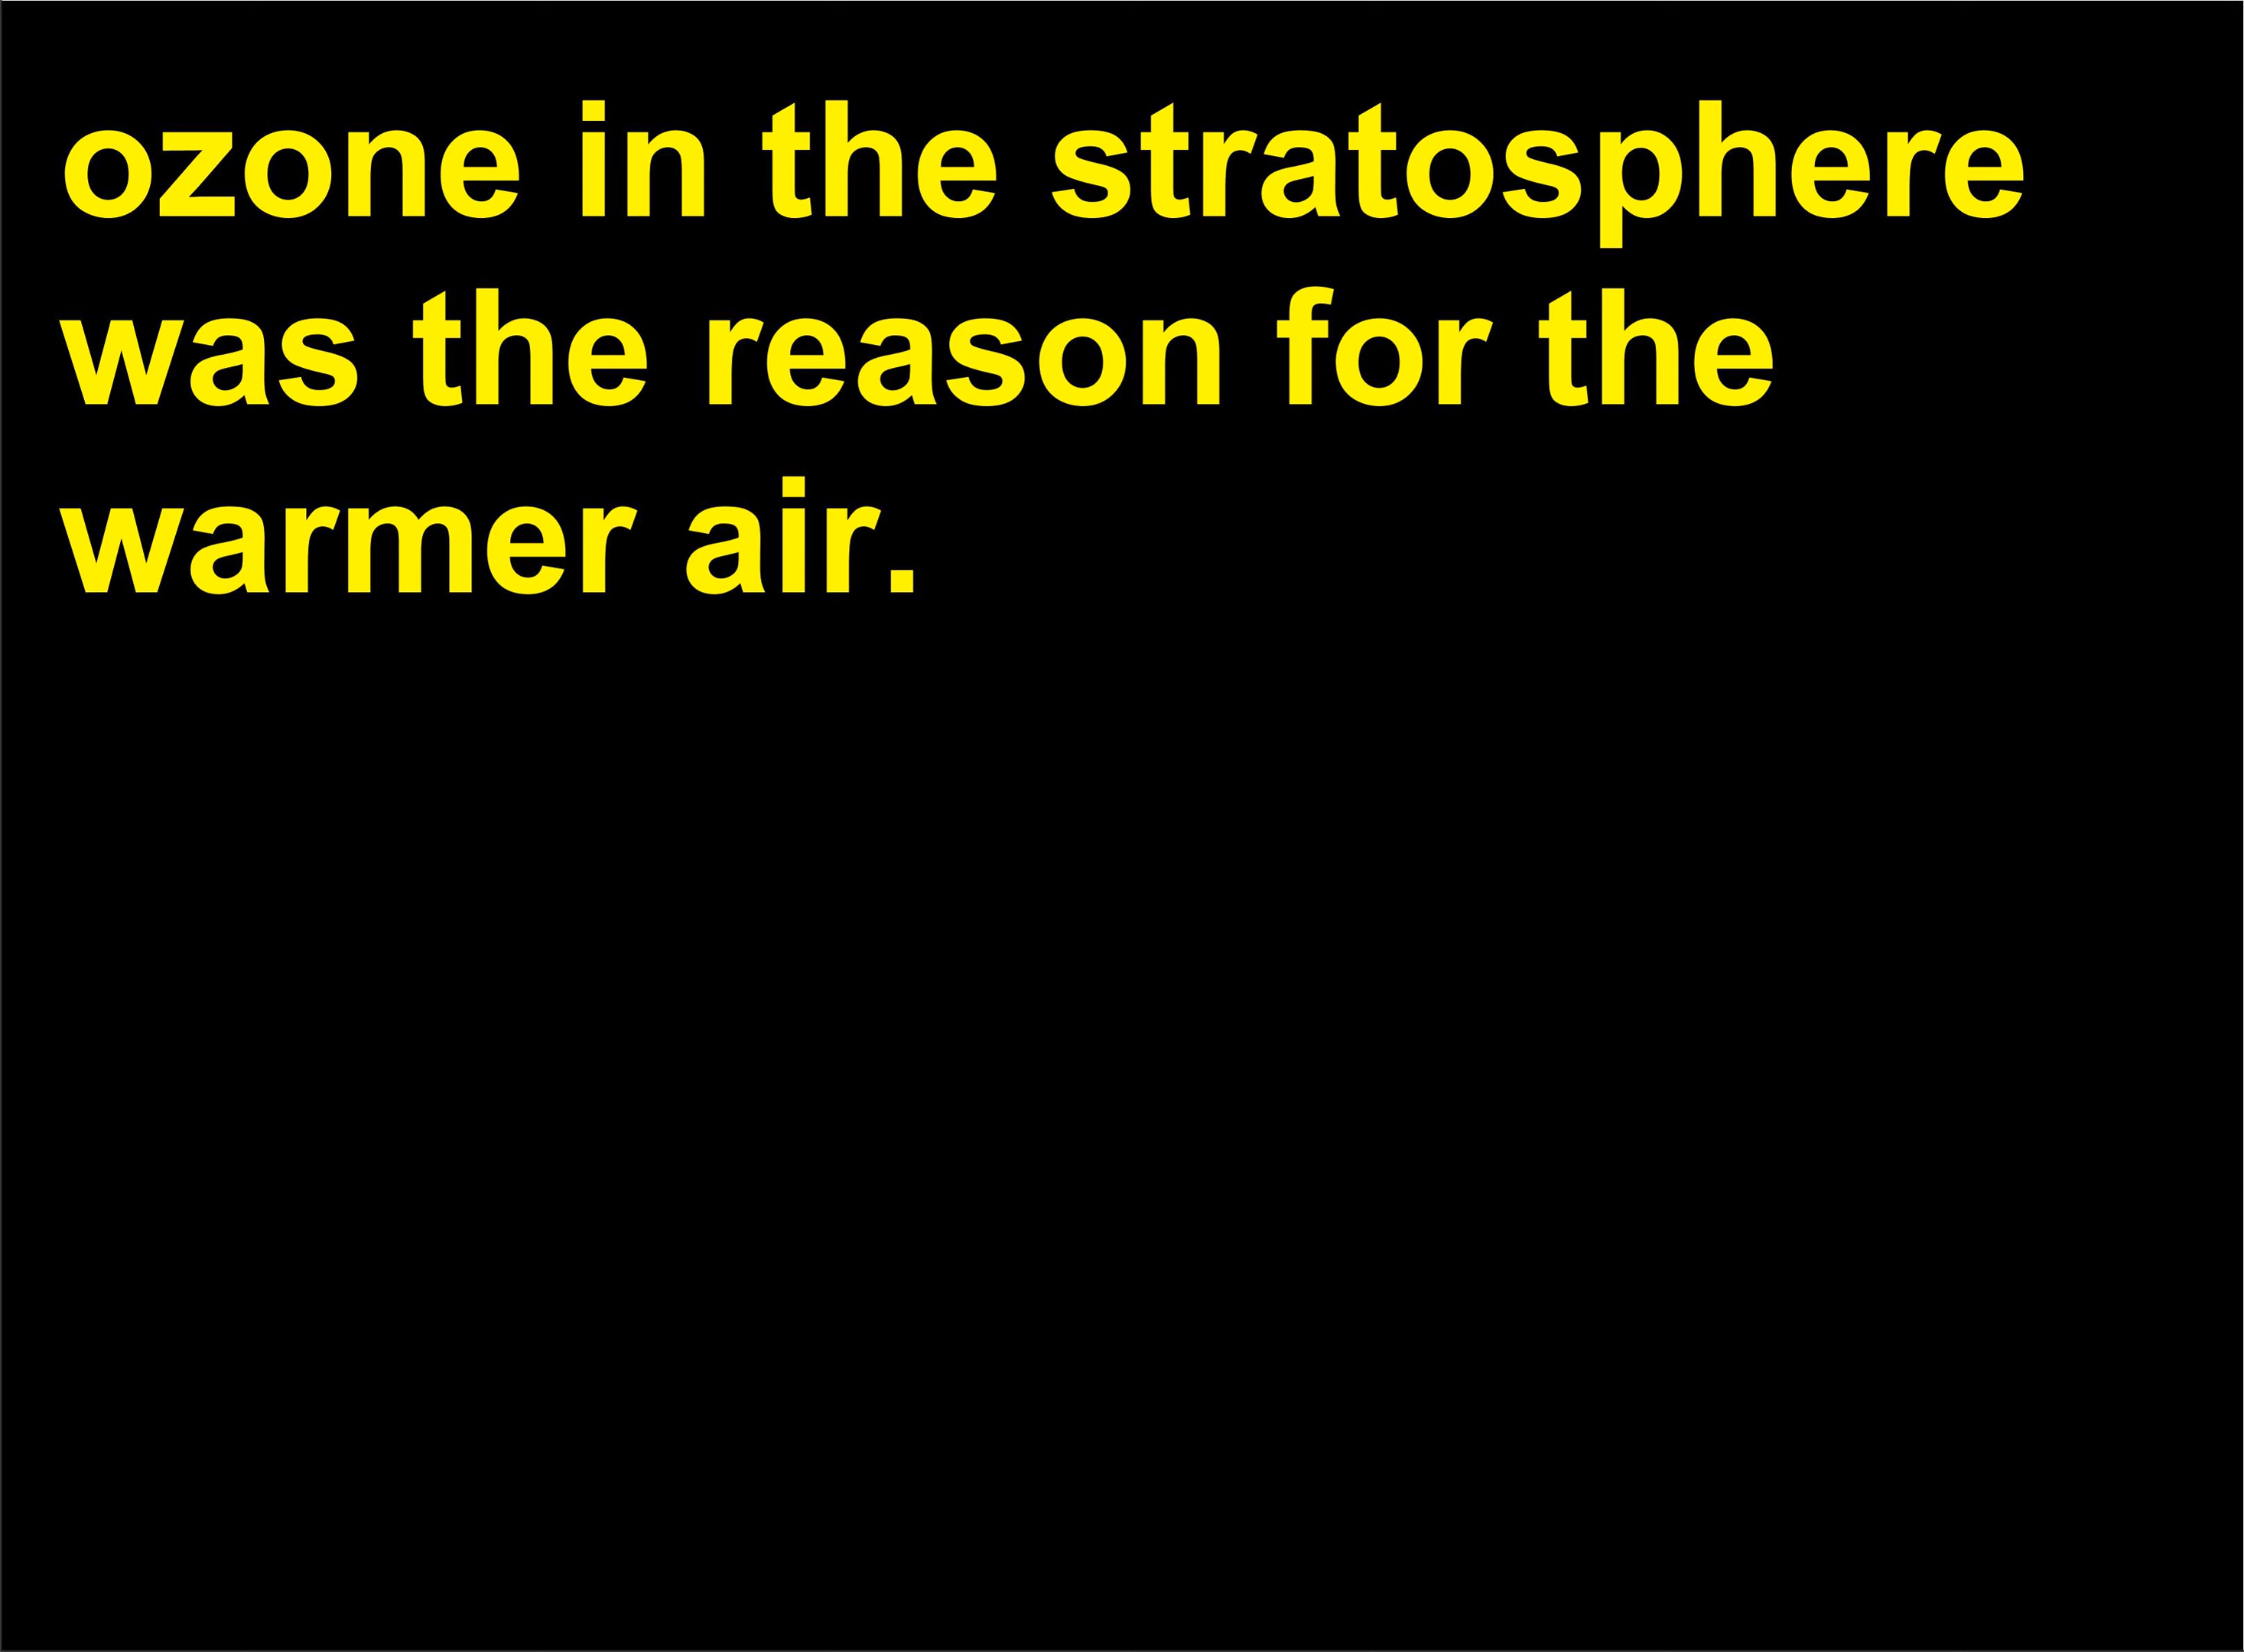 ozone in the stratosphere
was the reason for the
warmer air.